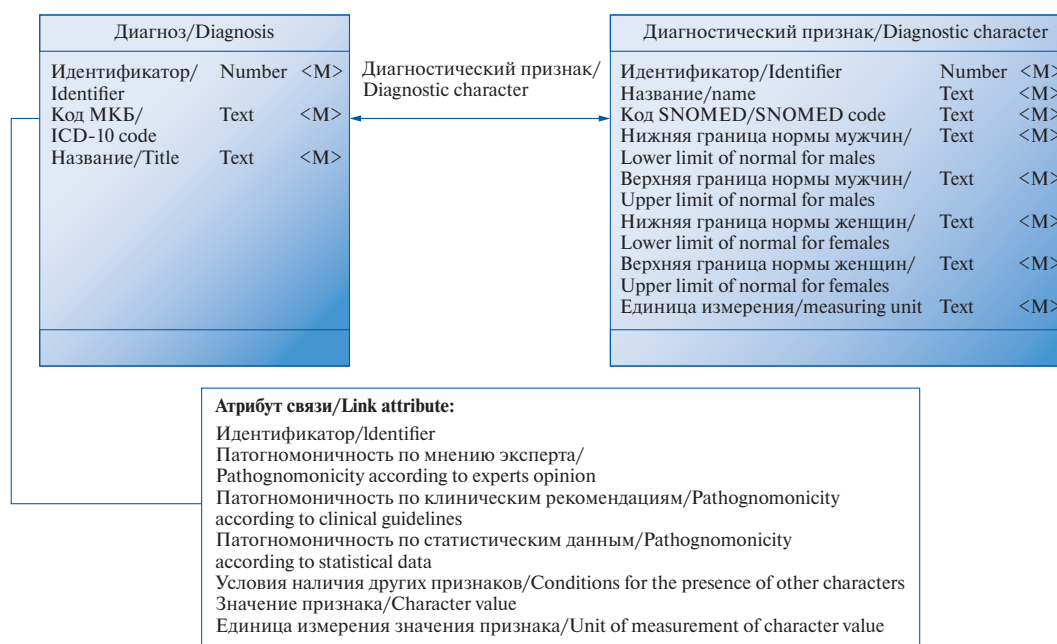 Диагноз/Diagnosis
Идентификатор/ Number <M>
Identifier
Код МКБ/ Text <M>
ICD-10 code
Название/Title Text <M>
Диагностический признак/
Diagnostic character
Диагностический признак/Diagnostic character
Идентификатор/Identifier Number <M>
Название/name Text <M>
Код SNOMED/SNOMED code Text <M>
Нижняя граница нормы мужчин/ Text <M>
Lower limit of normal for males
Верхняя граница нормы мужчин/ Text <M>
Upper limit of normal for males
Нижняя граница нормы женщин/ Text <M>
Lower limit of normal for females
Верхняя граница нормы женщин/ Text <M>
Upper limit of normal for females
Единица измерения/measuring unit Text <M>
Атрибут связи/Link attribute:
Идентификатор/ldentifier
Патогномоничность по мнению эксперта/
Pathognomonicity according to experts opinion
Патогномоничность по клиническим рекомендациям/Pathognomonicity
according to clinical guidelines
Патогномоничность по статистическим данным/Pathognomonicity
according to statistical data
Условия наличия других признаков/Conditions for the presence of other characters
Значение признака/Character value
Единица измерения значения признака/Unit of measurement of character value